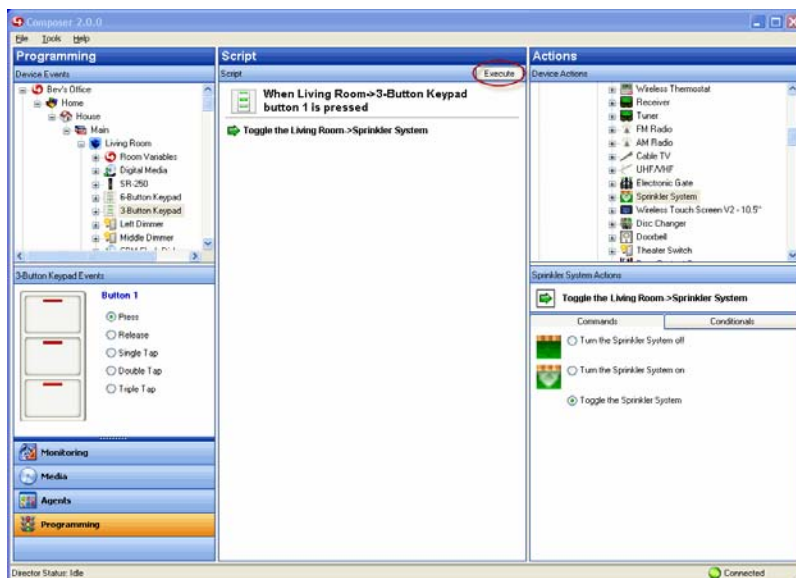 Composer 2.0.0
File Tools Help
Programming
Device Events
Bev's Office
Home
House
Main
Living Room
Room Variables
Digital Media
SR-250
6-Button Keypad
3-Button Keypad
Left Dimmer
Middle Dimmer
3-Button Keypad Events
Button 1
Press
Release
Single Tap
Double Tap
Triple Tap
Monitoring
Media
Agents
Programming
Script
Script Execute
When Living Room->3-Button Keypad
button 1 is pressed
Toggle the Living Room->Sprinkler System
Actions
Device Actions
Wireless Thermostat
Receiver
Tuner
FM Radio
AM Radio
Cable TV
UHF/VHF
Electronic Gate
Sprinkler System
Wireless Touch Screen V2 - 10.5"
Disc Changer
Doorbell
Theater Switch
Sprinkler System Actions
Toggle the Living Room->Sprinkler System
Commands Conditionals
Turn the Sprinkler System off
Turn the Sprinkler System on
Toggle the Sprinkler System
Director Status: Idle Connected